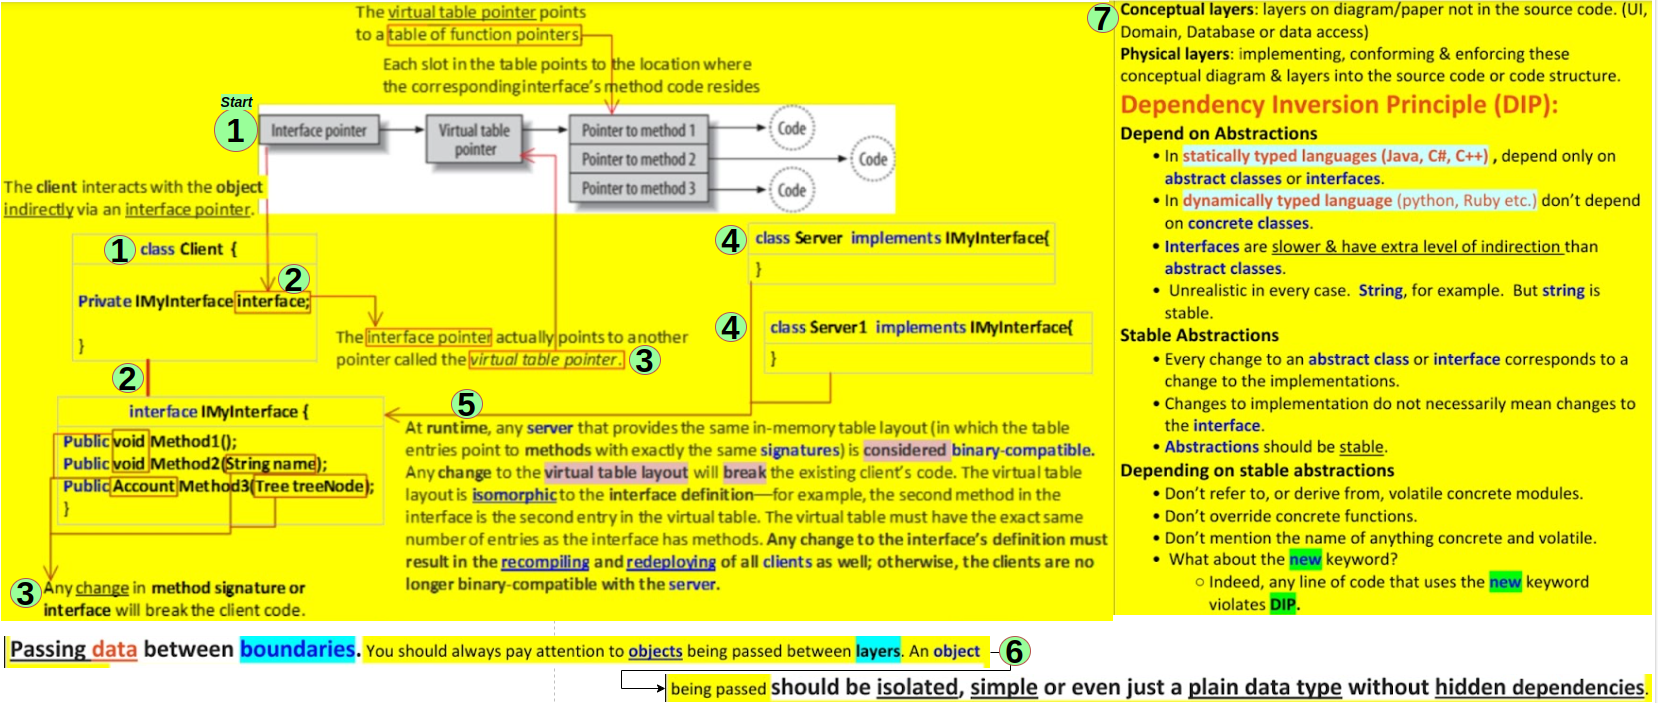 The virtual table pointer points
to a table of function pointers.
Each slot in the table points to the location where
the corresponding interface's method code resides
Start
1
Interface pointer
Virtual table
pointer
Pointer to method 1
Pointer to method 2
Pointer to method 3
Code
Code
Code
The client interacts with the object
indirectly via an interface pointer.
1 class Client {
2
Private IMyInterface interface;
}
The interface pointer actually points to another
pointer called the virtual table pointer. 3
4 class Server implements IMyInterface{
}
4 class Server1 implements IMyInterface{
}
2
interface IMyInterface {
Public void Method1();
Public void Method2(String name);
Public Account Method3(Tree treeNode);
}
3 Any change in method signature or
interface will break the client code.
5
At runtime, any server that provides the same in-memory table layout (in which the table
entries point to methods with exactly the same signatures) is considered binary-compatible.
Any change to the virtual table layout will break the existing client's code. The virtual table
layout is isomorphic to the interface definition—for example, the second method in the
interface is the second entry in the virtual table. The virtual table must have the exact same
number of entries as the interface has methods. Any change to the interface's definition must
result in the recompiling and redeploying of all clients as well; otherwise, the clients are no
longer binary-compatible with the server.
7
Conceptual layers: layers on diagram/paper not in the source code. (UI,
Domain, Database or data access)
Physical layers: implementing, conforming & enforcing these
conceptual diagram & layers into the source code or code structure.
Dependency Inversion Principle (DIP):
Depend on Abstractions
• In statically typed languages (Java, C#, C++) , depend only on
abstract classes or interfaces.
• In dynamically typed language (python, Ruby etc.) don't depend
on concrete classes.
• Interfaces are slower & have extra level of indirection than
abstract classes.
• Unrealistic in every case. String, for example. But string is
stable.
Stable Abstractions
• Every change to an abstract class or interface corresponds to a
change to the implementations.
• Changes to implementation do not necessarily mean changes to
the interface.
• Abstractions should be stable.
Depending on stable abstractions
• Don't refer to, or derive from, volatile concrete modules.
• Don't override concrete functions.
• Don't mention the name of anything concrete and volatile.
• What about the new keyword?
○ Indeed, any line of code that uses the new keyword
violates DIP.
Passing data between boundaries. You should always pay attention to objects being passed between layers. An object 6
being passed should be isolated, simple or even just a plain data type without hidden dependencies.